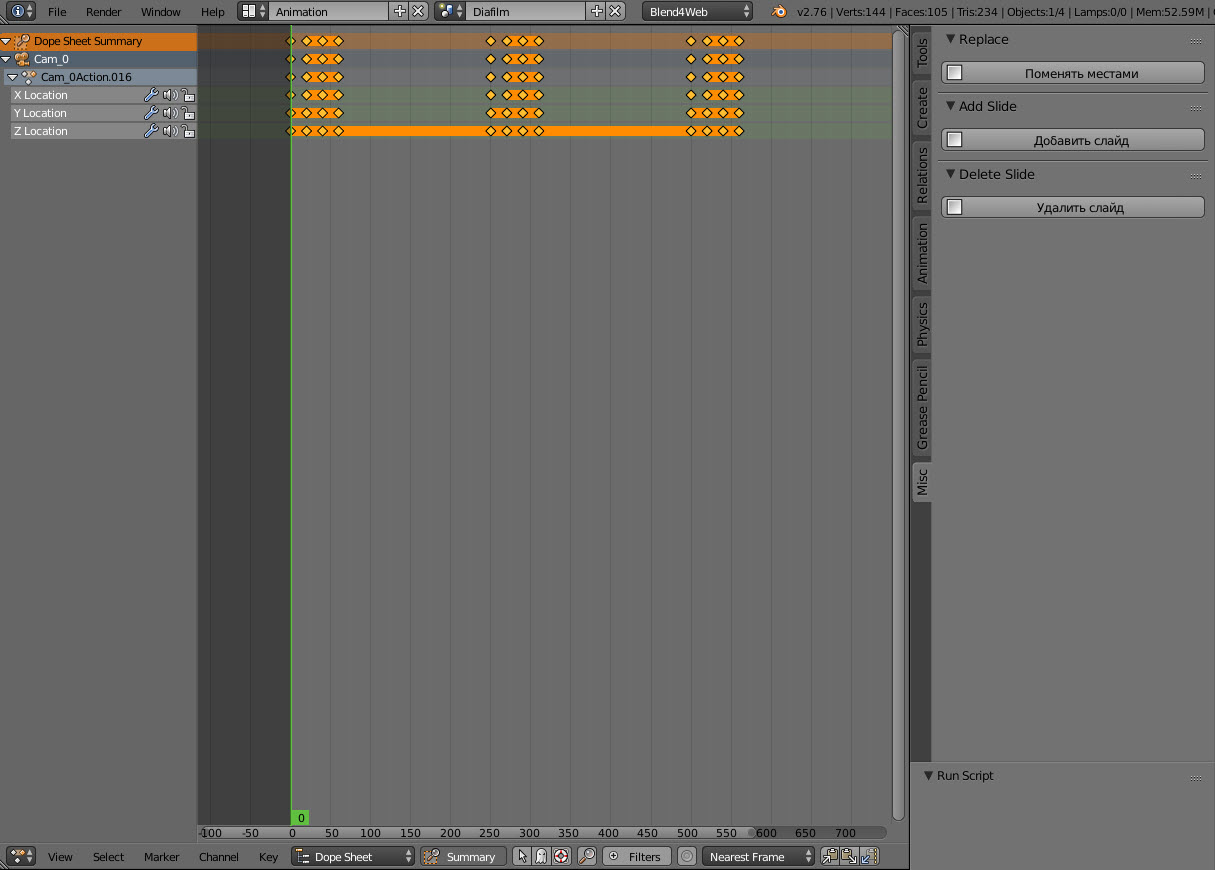 File Render Window Help Animation Diafilm Blend4Web v2.76 | Verts:144 | Faces:105 | Tris:234 | Objects:1/4 | Lamps:0/0 | Mem:52.59M |
Dope Sheet Summary
Cam_0
Cam_0Action.016
X Location
Y Location
Z Location
0
-100 -50 0 50 100 150 200 250 300 350 400 450 500 550 600 650 700
View Select Marker Channel Key Dope Sheet Summary Filters Nearest Frame
Tools
Create
Relations
Animation
Physics
Grease Pencil
Misc
Replace
Поменять местами
Add Slide
Добавить слайд
Delete Slide
Удалить слайд
Run Script